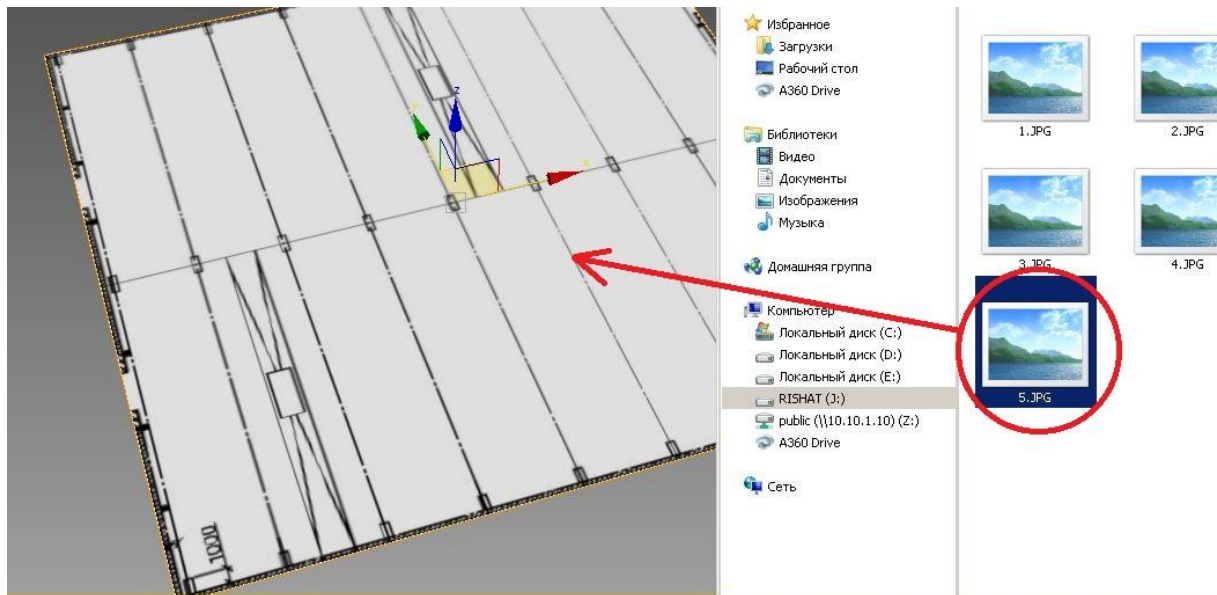 Избранное
Загрузки
Рабочий стол
A360 Drive
Библиотеки
Видео
Документы
Изображения
Музыка
Домашняя группа
Компьютер
Локальный диск (C:)
Локальный диск (D:)
Локальный диск (E:)
RISHAT (J:)
public (\\10.10.1.10) (Z:)
A360 Drive
Сеть
1.JPG
2.JPG
3.JPG
4.JPG
5.JPG
z
y
x
1000